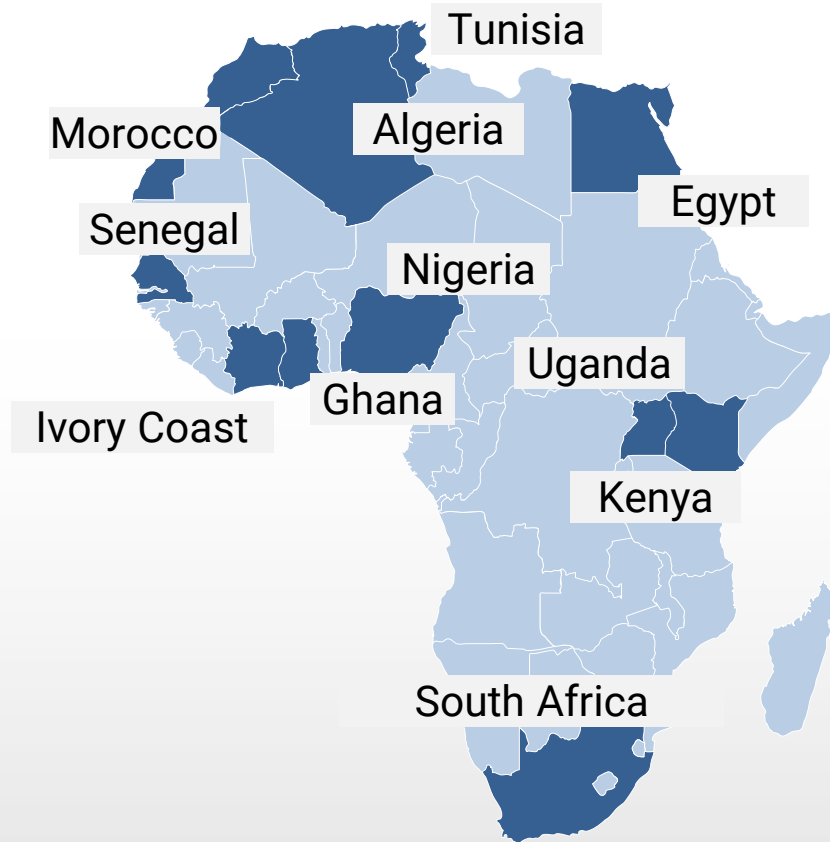 Tunisia
Morocco
Algeria
Egypt
Senegal
Nigeria
Uganda
Ghana
Ivory Coast
Kenya
South Africa